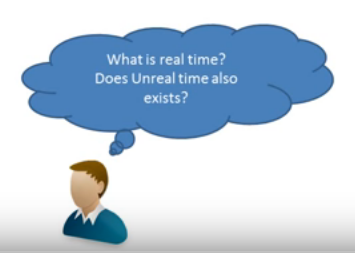 What is real time?
Does Unreal time also
exists?